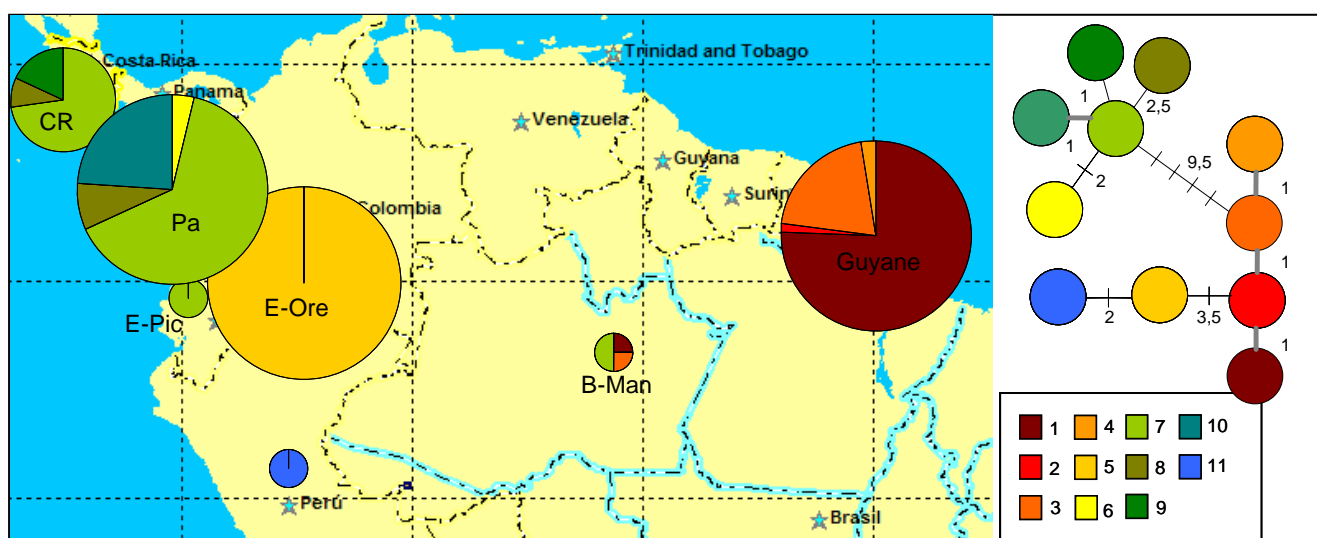 Costa Rica
Panama
Trinidad and Tobago
Venezuela
Guyana
Surin
Colombia
CR
Pa
E-Ore
E-Pic
Guyane
B-Man
Perú
Brasil
1
2,5
1
2
9,5
1
1
2
3,5
1
1 4 7 10
2 5 8 11
3 6 9